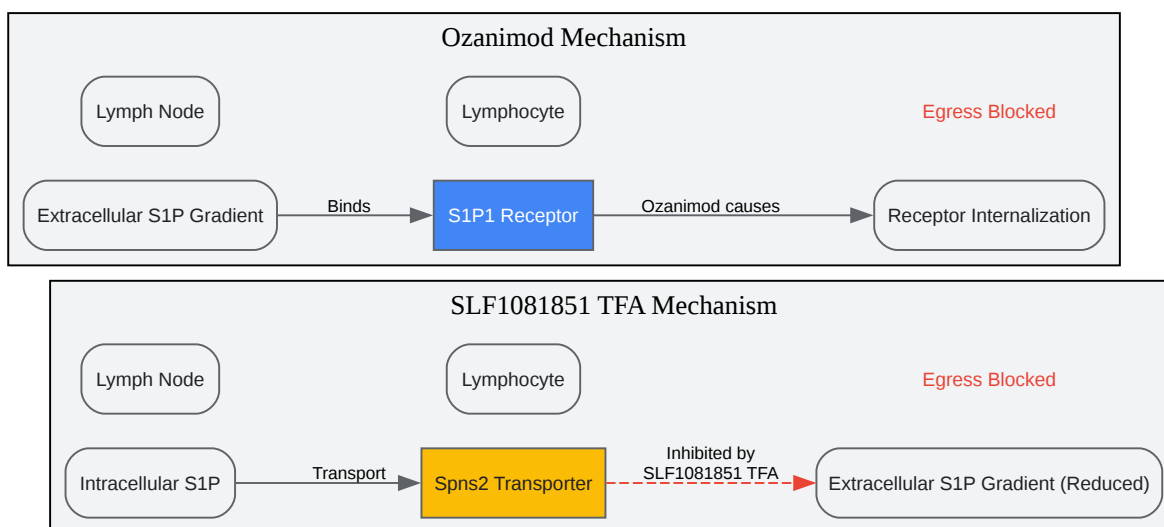 Ozanimod Mechanism
Lymph Node
Lymphocyte
Egress Blocked
Extracellular S1P Gradient
Binds
S1P1 Receptor
Ozanimod causes
Receptor Internalization
SLF1081851 TFA Mechanism
Lymph Node
Lymphocyte
Egress Blocked
Intracellular S1P
Transport
Spns2 Transporter
Inhibited by
SLF1081851 TFA
Extracellular S1P Gradient (Reduced)